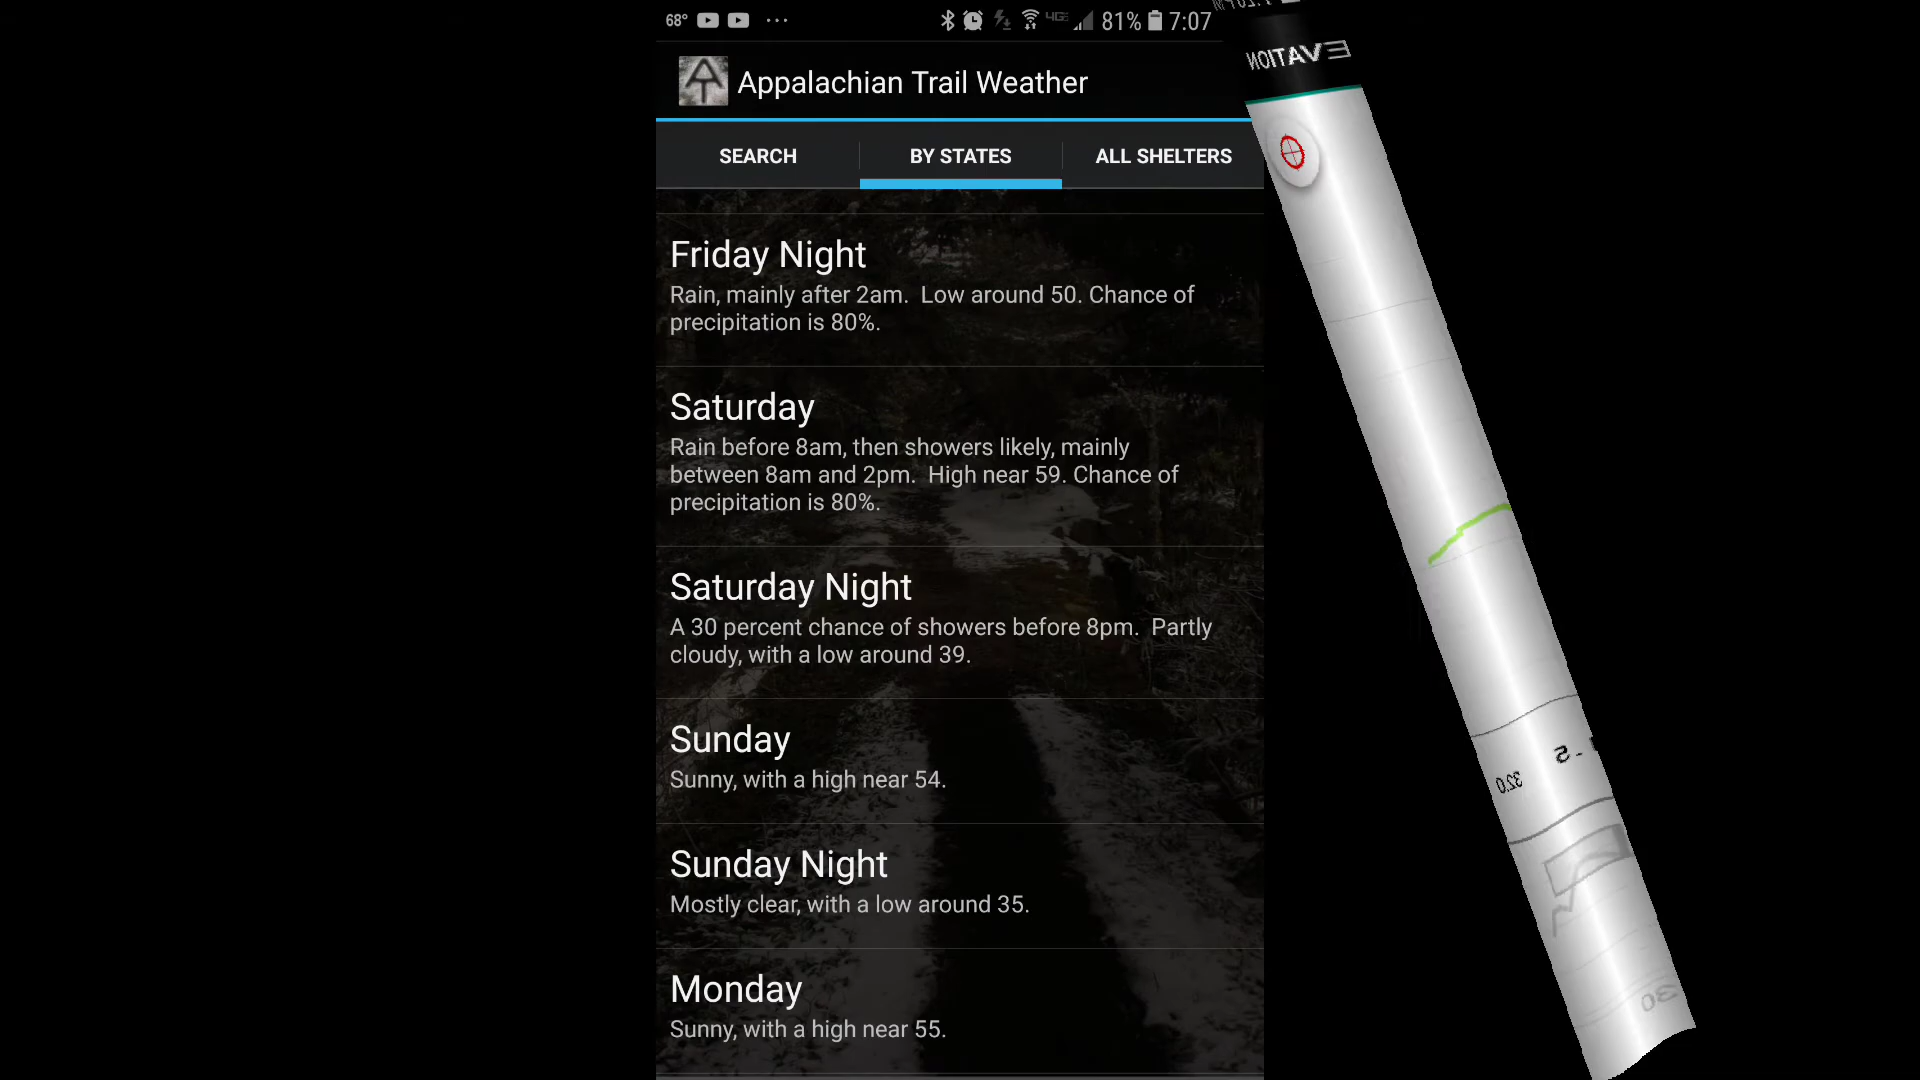 68° 81% 7:07
Appalachian Trail Weather
SEARCH BY STATES ALL SHELTERS
Friday Night
Rain, mainly after 2am. Low around 50. Chance of
precipitation is 80%.
Saturday
Rain before 8am, then showers likely, mainly
between 8am and 2pm. High near 59. Chance of
precipitation is 80%.
Saturday Night
A 30 percent chance of showers before 8pm. Partly
cloudy, with a low around 39.
Sunday
Sunny, with a high near 54.
Sunday Night
Mostly clear, with a low around 35.
Monday
Sunny, with a high near 55.
32.0
30